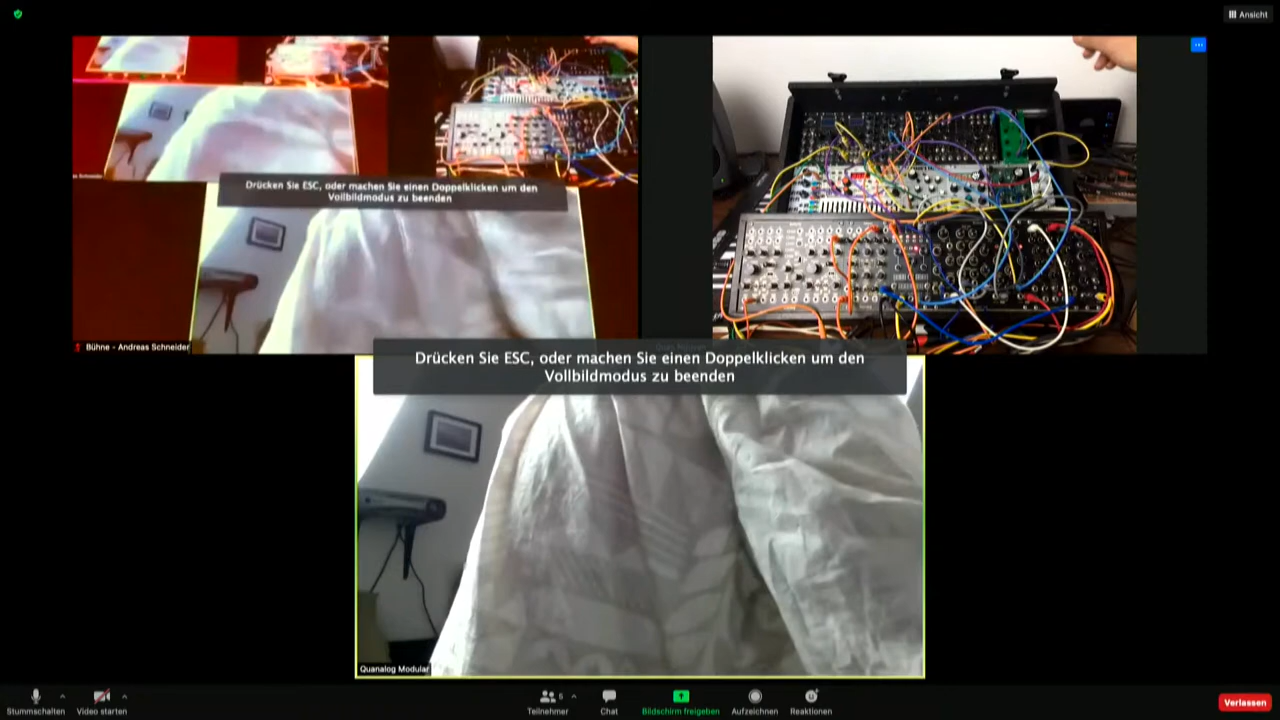 Ansicht
Drücken Sie ESC, oder machen Sie einen Doppelklicken um den
Vollbildmodus zu beenden
Bühne - Andreas Schneider
Drücken Sie ESC, oder machen Sie einen Doppelklicken um den
Vollbildmodus zu beenden
Quanalog Modular
Stummschalten
Video starten
5
Teilnehmer
Chat
Bildschirm freigeben
Aufzeichnen
Reaktionen
Verlassen